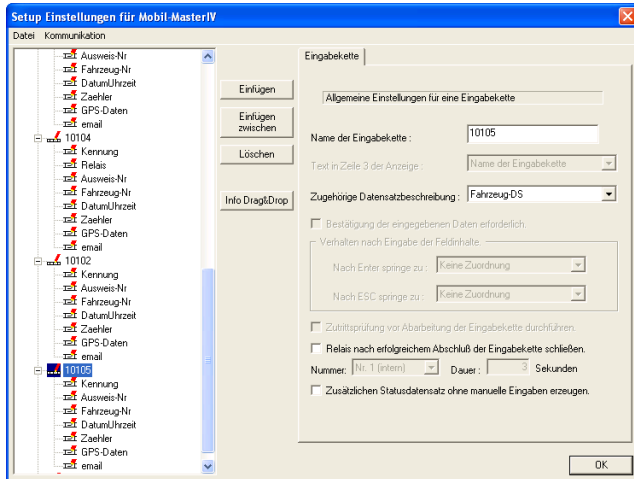 Setup Einstellungen für Mobil-MasterIV
Datei Kommunikation
Ausweis-Nr
Fahrzeug-Nr
DatumUhrzeit
Zaehler
GPS-Daten
email
10104
Kennung
Relais
Ausweis-Nr
Fahrzeug-Nr
DatumUhrzeit
Zaehler
GPS-Daten
email
10102
Kennung
Ausweis-Nr
Fahrzeug-Nr
DatumUhrzeit
Zaehler
GPS-Daten
email
10105
Kennung
Ausweis-Nr
Fahrzeug-Nr
DatumUhrzeit
Zaehler
GPS-Daten
email
Einfügen
Einfügen
zwischen
Löschen
Info Drag&Drop
Eingabekette
Allgemeine Einstellungen für eine Eingabekette
Name der Eingabekette : 10105
Text in Zeile 3 der Anzeige : Name der Eingabekette
Zugehörige Datensatzbeschreibung : Fahrzeug-DS
Bestätigung der eingegebenen Daten erforderlich.
Verhalten nach Eingabe der Feldinhalte.
Nach Enter springe zu : Keine Zuordnung
Nach ESC springe zu : Keine Zuordnung
Zutrittsprüfung vor Abarbeitung der Eingabekette durchführen.
Relais nach erfolgreichem Abschluß der Eingabekette schließen.
Nummer: Nr. 1 (intern) Dauer : 3 Sekunden
Zusätzlichen Statusdatensatz ohne manuelle Eingaben erzeugen.
OK